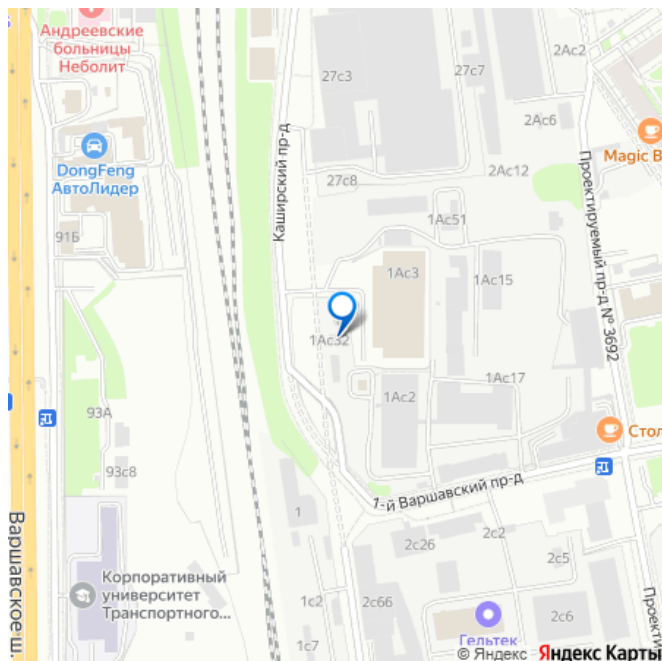 Андреевские
больницы
Неболит
27с3
27с7
2Ас2
2Ас6
Magic B
DongFeng
АвтоЛидер
Каширский пр-д
27с8
2Ас12
Проектируемый пр-д № 3692
91Б
1Ас51
1Ас3
1Ас15
1Ас32
93А
1Ас2
1Ас17
Стол
93с8
1-й Варшавский пр-д
Варшавское ш.
1
2с2
2с26
2с5
Корпоративный
университет
Транспортного...
1с2
2с66
2с6
Проекти
1с7
Гельтек
© Яндекс Яндекс Карты